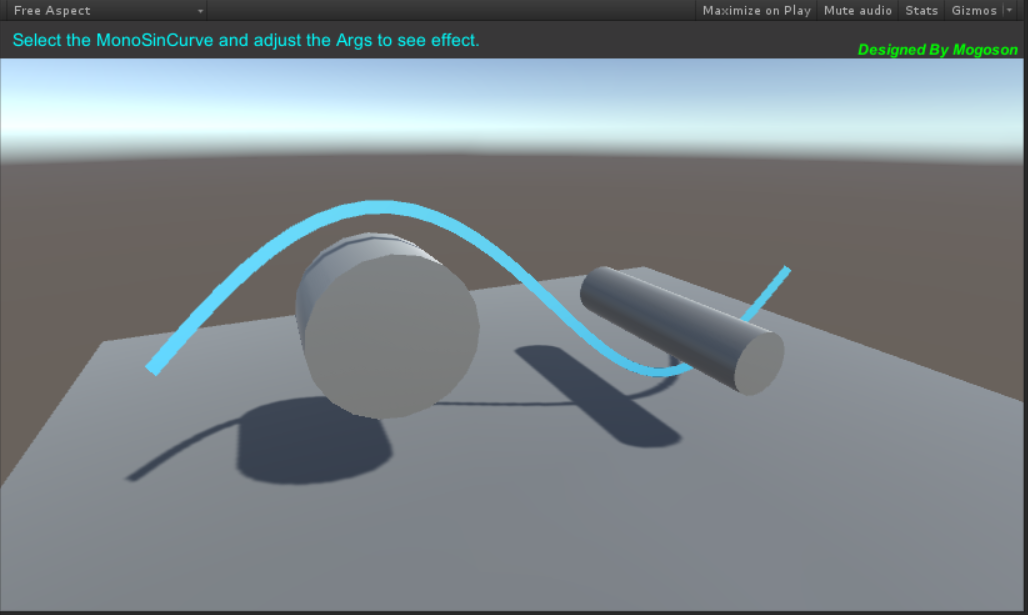 Free Aspect
Maximize on Play Mute audio Stats Gizmos
Select the MonoSinCurve and adjust the Args to see effect.
Designed By Mogoson